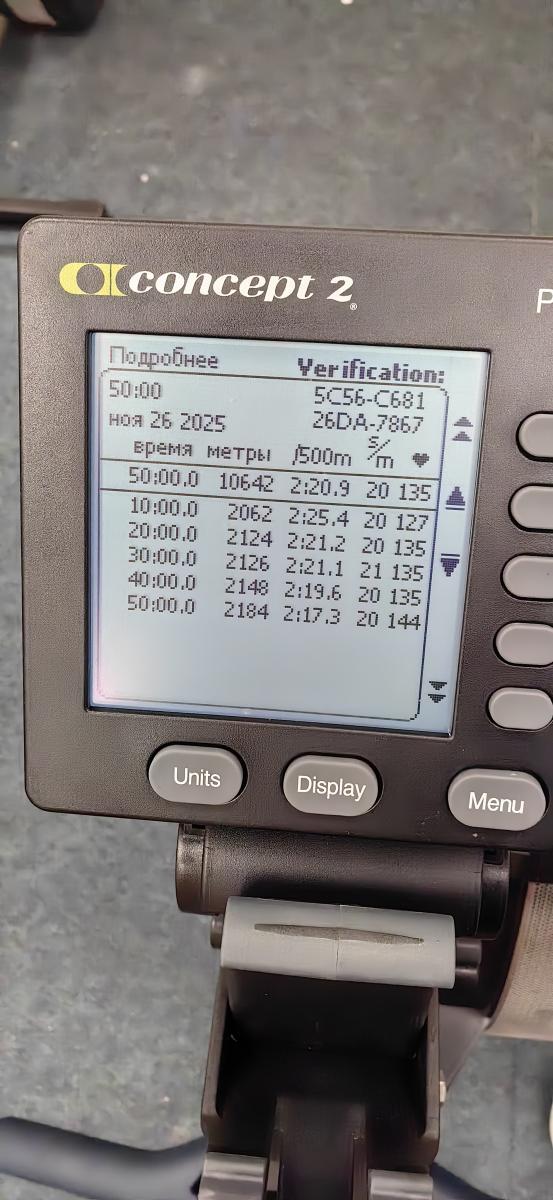 concept 2®
P
Подробнее Verification:
50:00 5C56-C681
ноя 26 2025 26DA-7867
время метры /500m s/m ♥
50:00.0 10642 2:20.9 20 135
10:00.0 2062 2:25.4 20 127
20:00.0 2124 2:21.2 20 135
30:00.0 2126 2:21.1 21 135
40:00.0 2148 2:19.6 20 135
50:00.0 2184 2:17.3 20 144
Units Display Menu